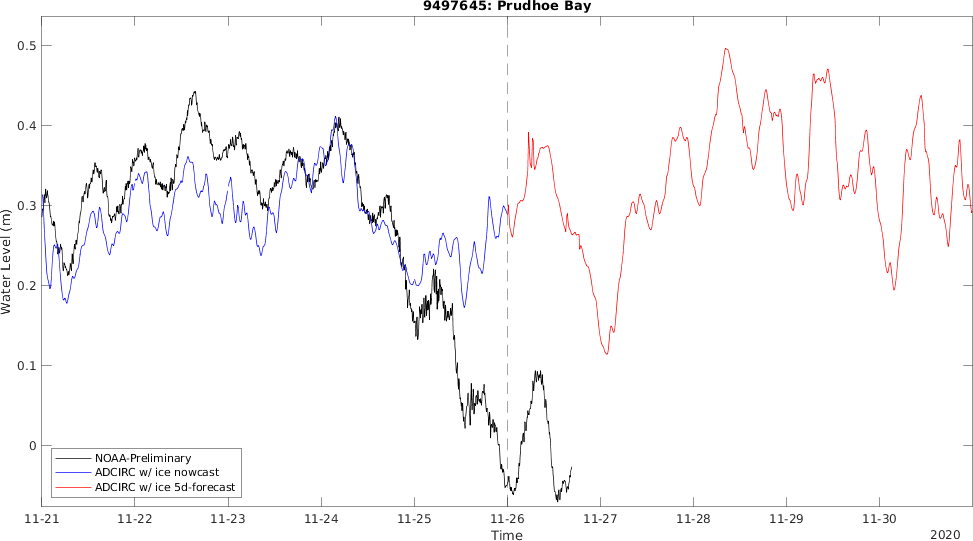 9497645: Prudhoe Bay
Water Level (m)
0.5
0.4
0.3
0.2
0.1
0
NOAA-Preliminary
ADCIRC w/ ice nowcast
ADCIRC w/ ice 5d-forecast
11-21 11-22 11-23 11-24 11-25 11-26 11-27 11-28 11-29 11-30
Time
2020